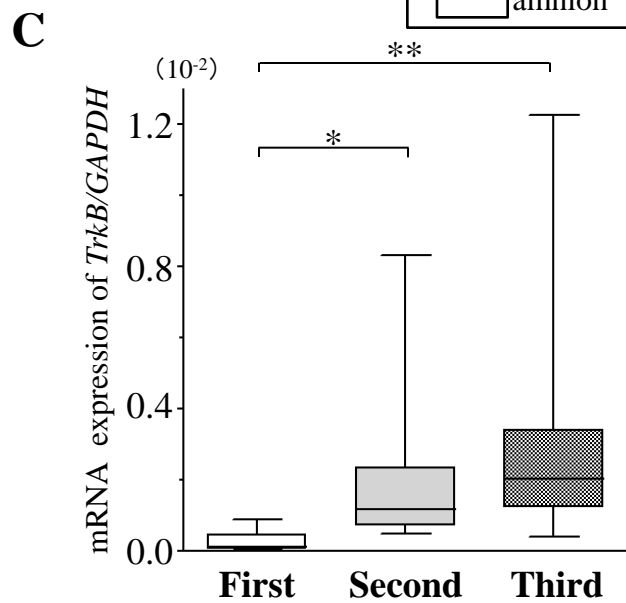 amnion
C
(10-2)
**
*
mRNA expression of TrkB/GAPDH
1.2
0.8
0.4
0.0
First Second Third